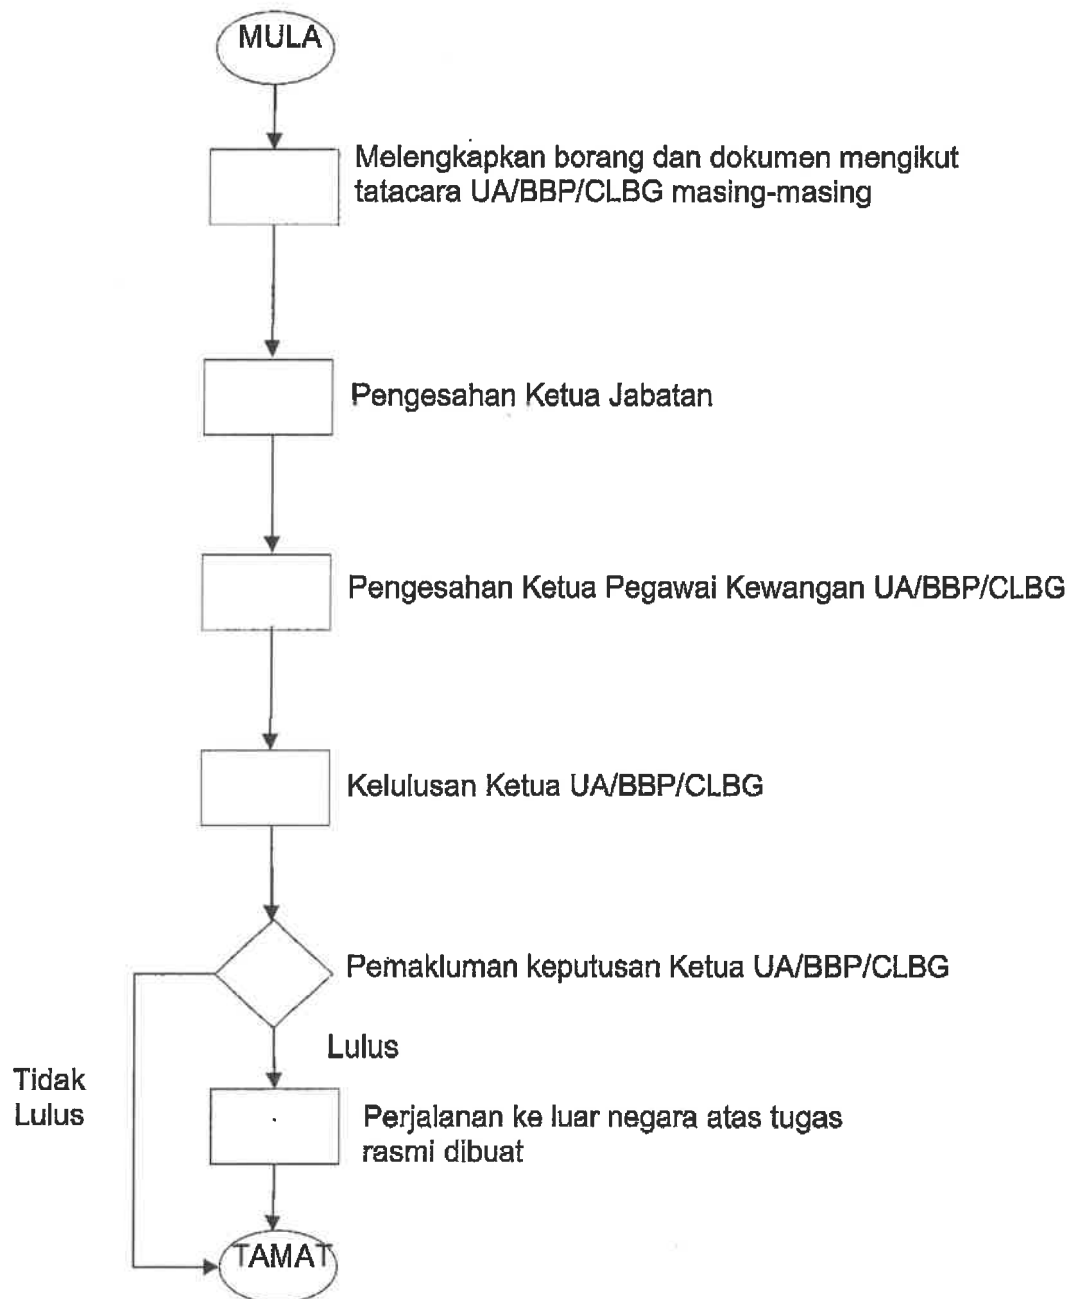 MULA
Melengkapkan borang dan dokumen mengikut
tatacara UA/BBP/CLBG masing-masing
Pengesahan Ketua Jabatan
Pengesahan Ketua Pegawai Kewangan UA/BBP/CLBG
Kelulusan Ketua UA/BBP/CLBG
Pemakluman keputusan Ketua UA/BBP/CLBG
Lulus
Tidak
Lulus
Perjalanan ke luar negara atas tugas
rasmi dibuat
TAMAT